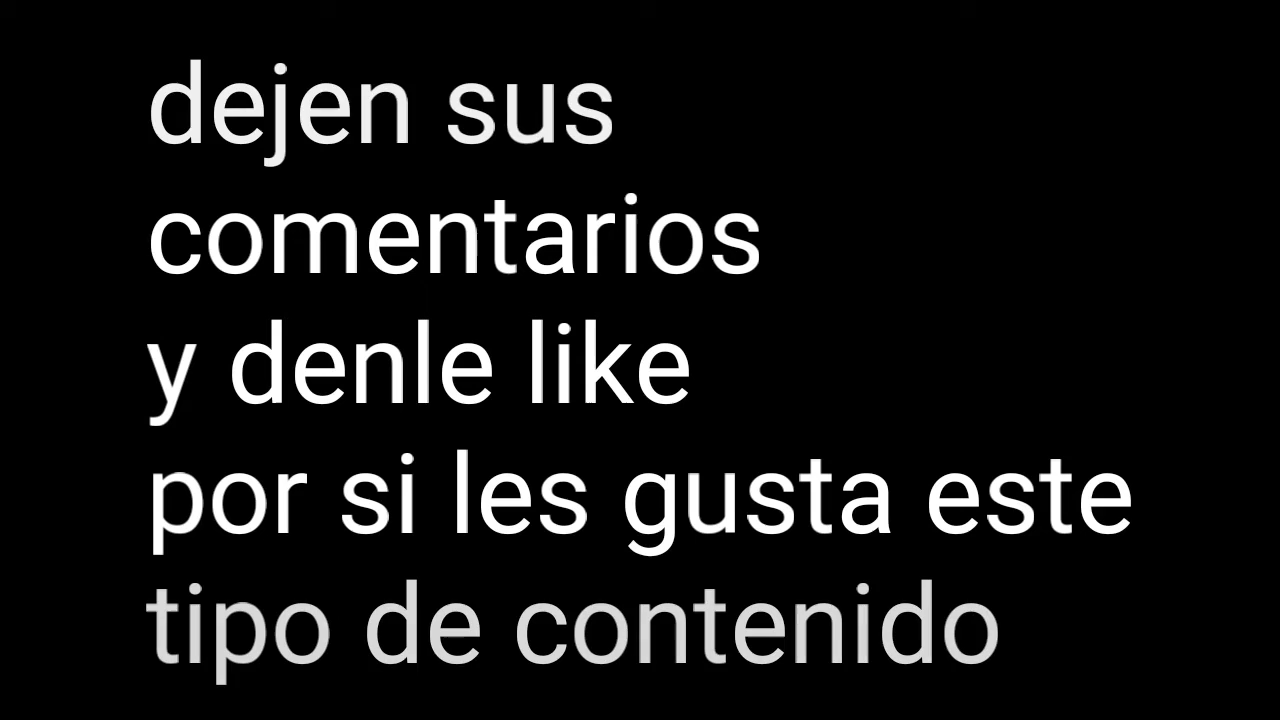 dejen sus
comentarios
y denle like
por si les gusta este
tipo de contenido